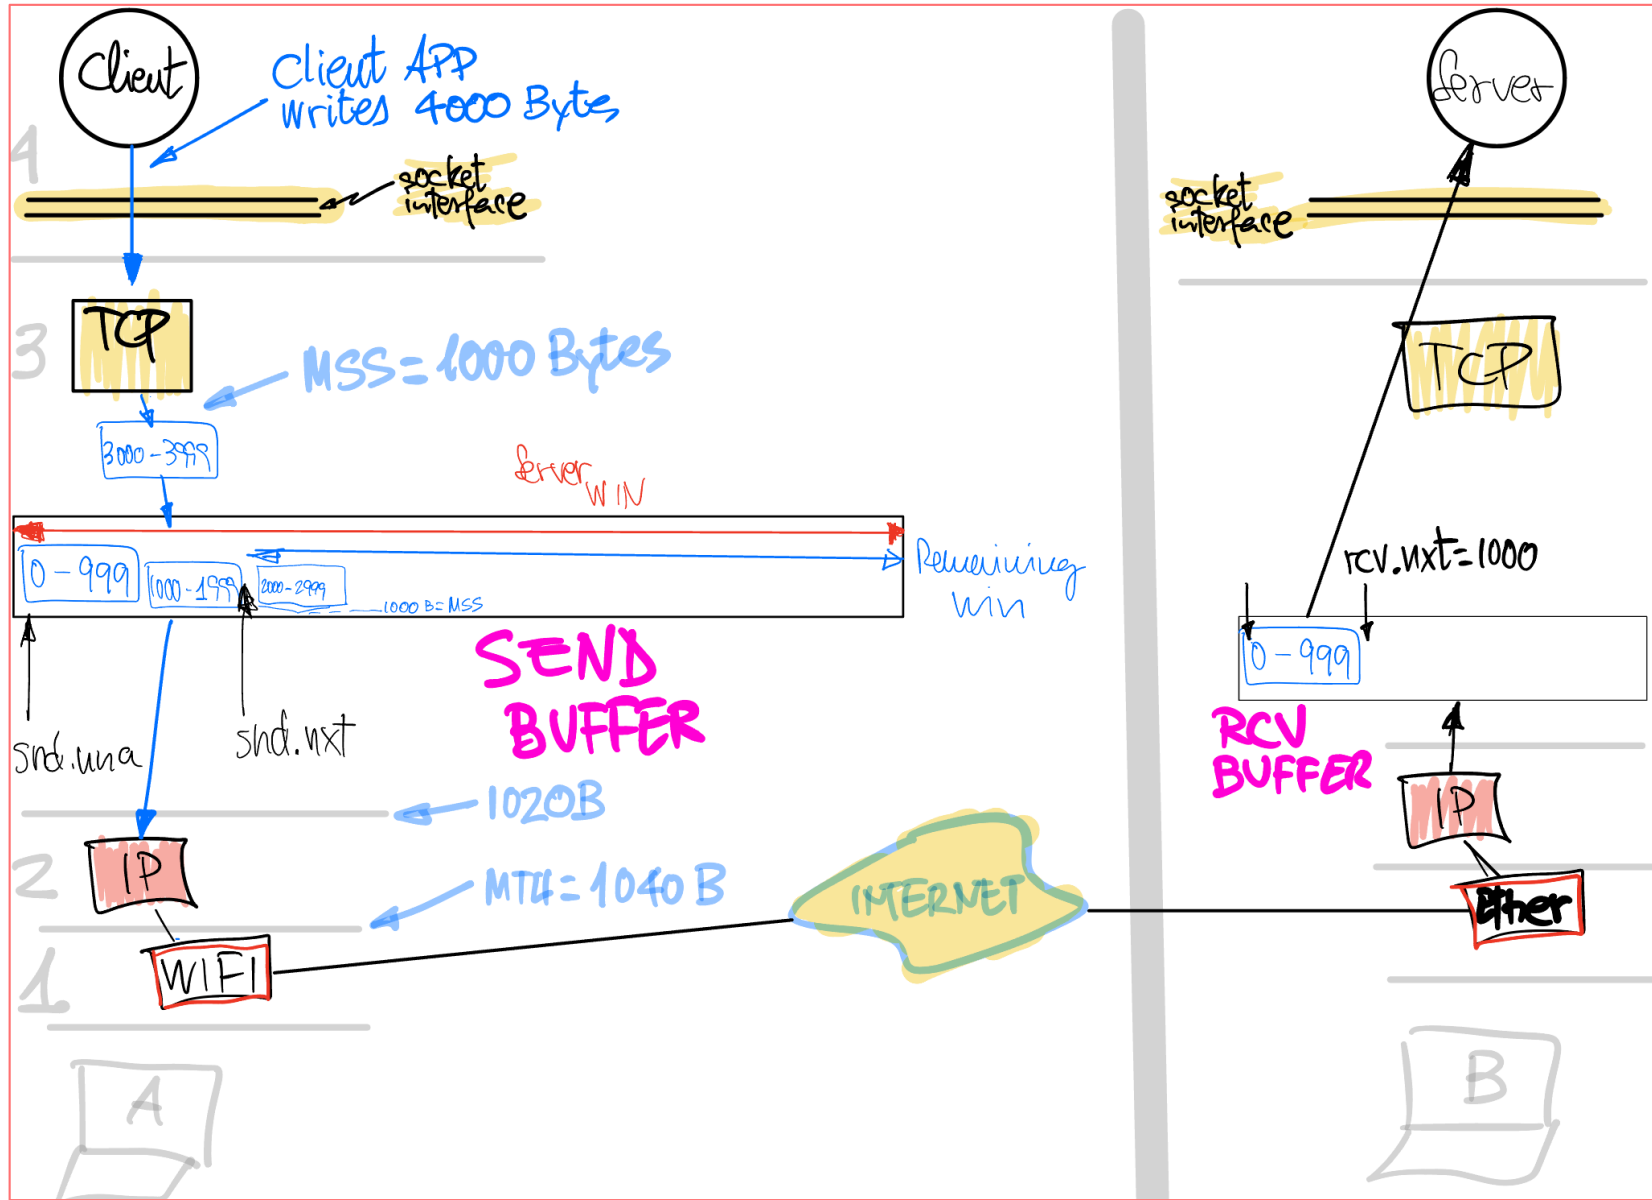 Client
Client APP
writes 4000 Bytes
4
socket
interface
TCP
3
MSS=1000 Bytes
3000-3999
Server
WIN
0-999
1000-1999
2000-2999
1000 B=MSS
Remaining
win
snd.una
snd.nxt
SEND
BUFFER
1020B
IP
2
MTU=1040 B
WIFI
1
INTERNET
A
Server
socket
interface
TCP
rcv.nxt=1000
0-999
RCV
BUFFER
IP
Ether
B